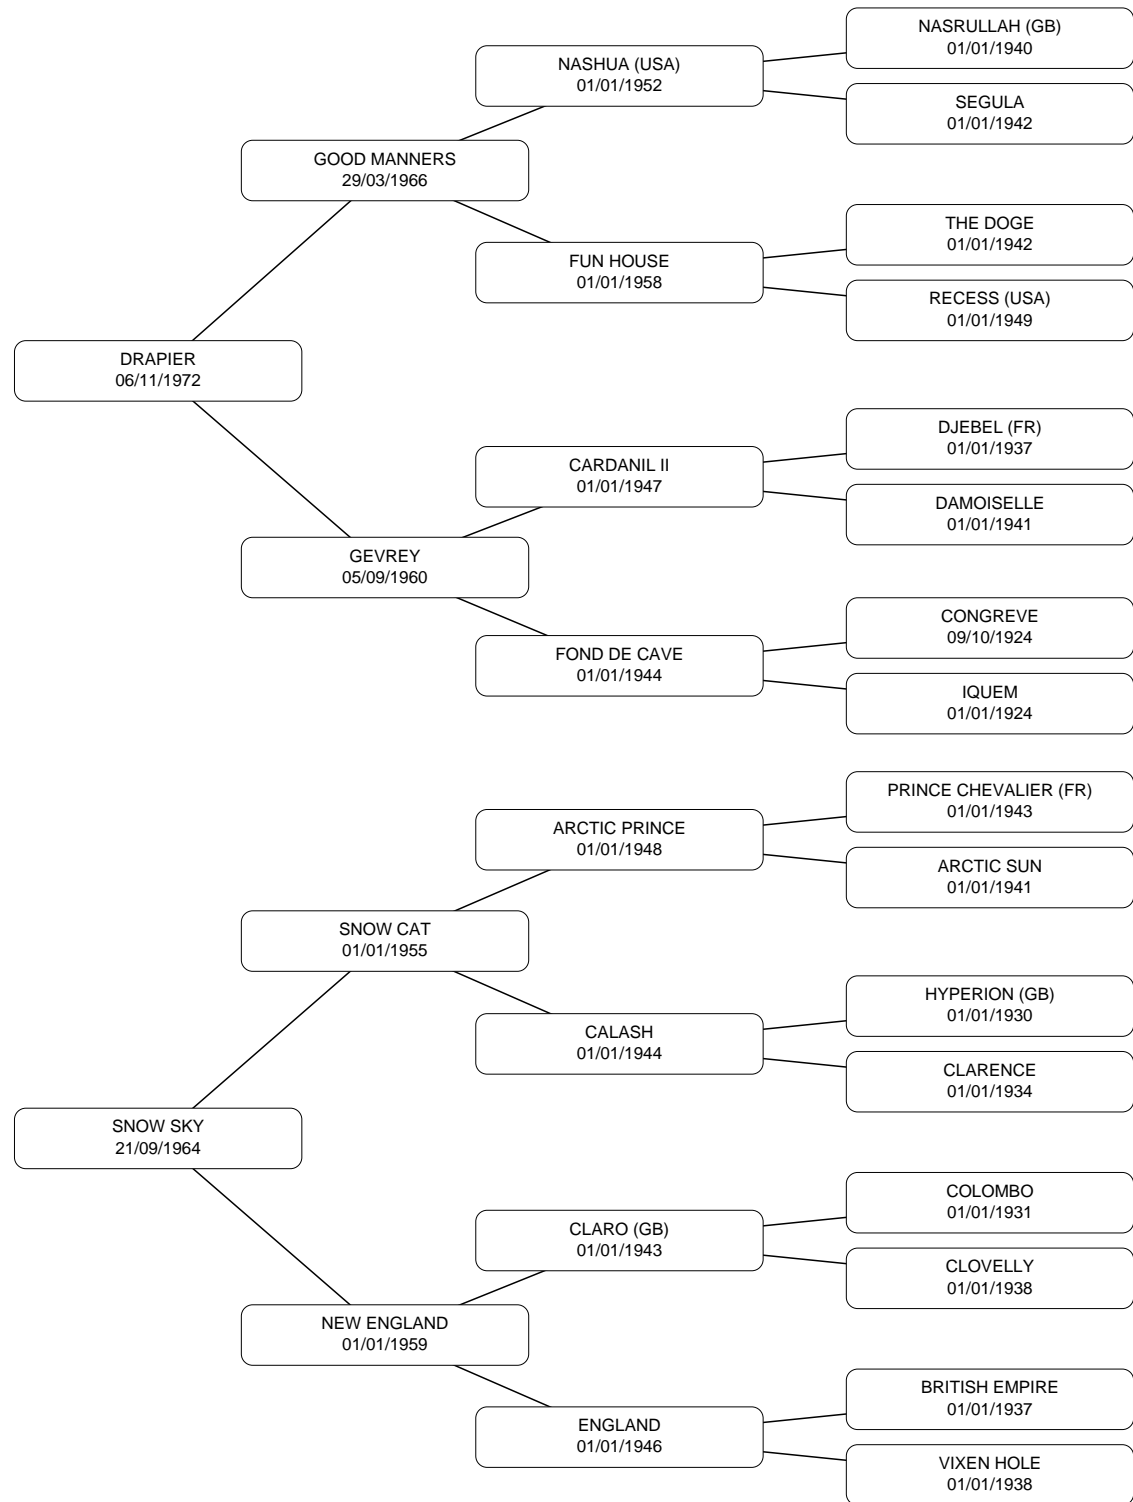 NASRULLAH (GB)
01/01/1940
NASHUA (USA)
01/01/1952
SEGULA
01/01/1942
GOOD MANNERS
29/03/1966
THE DOGE
01/01/1942
FUN HOUSE
01/01/1958
RECESS (USA)
01/01/1949
DRAPIER
06/11/1972
DJEBEL (FR)
01/01/1937
CARDANIL II
01/01/1947
DAMOISELLE
01/01/1941
GEVREY
05/09/1960
CONGREVE
09/10/1924
FOND DE CAVE
01/01/1944
IQUEM
01/01/1924
PRINCE CHEVALIER (FR)
01/01/1943
ARCTIC PRINCE
01/01/1948
ARCTIC SUN
01/01/1941
SNOW CAT
01/01/1955
HYPERION (GB)
01/01/1930
CALASH
01/01/1944
CLARENCE
01/01/1934
SNOW SKY
21/09/1964
COLOMBO
01/01/1931
CLARO (GB)
01/01/1943
CLOVELLY
01/01/1938
NEW ENGLAND
01/01/1959
BRITISH EMPIRE
01/01/1937
ENGLAND
01/01/1946
VIXEN HOLE
01/01/1938